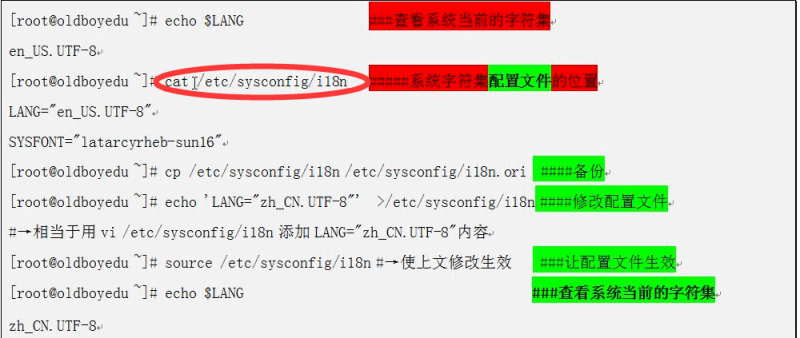 [root@oldboyedu ~]# echo $LANG ###查看系统当前的字符集
en_US.UTF-8
[root@oldboyedu ~]# cat /etc/sysconfig/i18n #####系统字符集配置文件的位置
LANG="en_US.UTF-8"
SYSFONT="latarcyrheb-sun16"
[root@oldboyedu ~]# cp /etc/sysconfig/i18n /etc/sysconfig/i18n.ori ####备份
[root@oldboyedu ~]# echo 'LANG="zh_CN.UTF-8"' >/etc/sysconfig/i18n ####修改配置文件
#→相当于用 vi /etc/sysconfig/i18n 添加 LANG="zh_CN.UTF-8"内容
[root@oldboyedu ~]# source /etc/sysconfig/i18n #→使上文修改生效 ###让配置文件生效
[root@oldboyedu ~]# echo $LANG ###查看系统当前的字符集
zh_CN.UTF-8